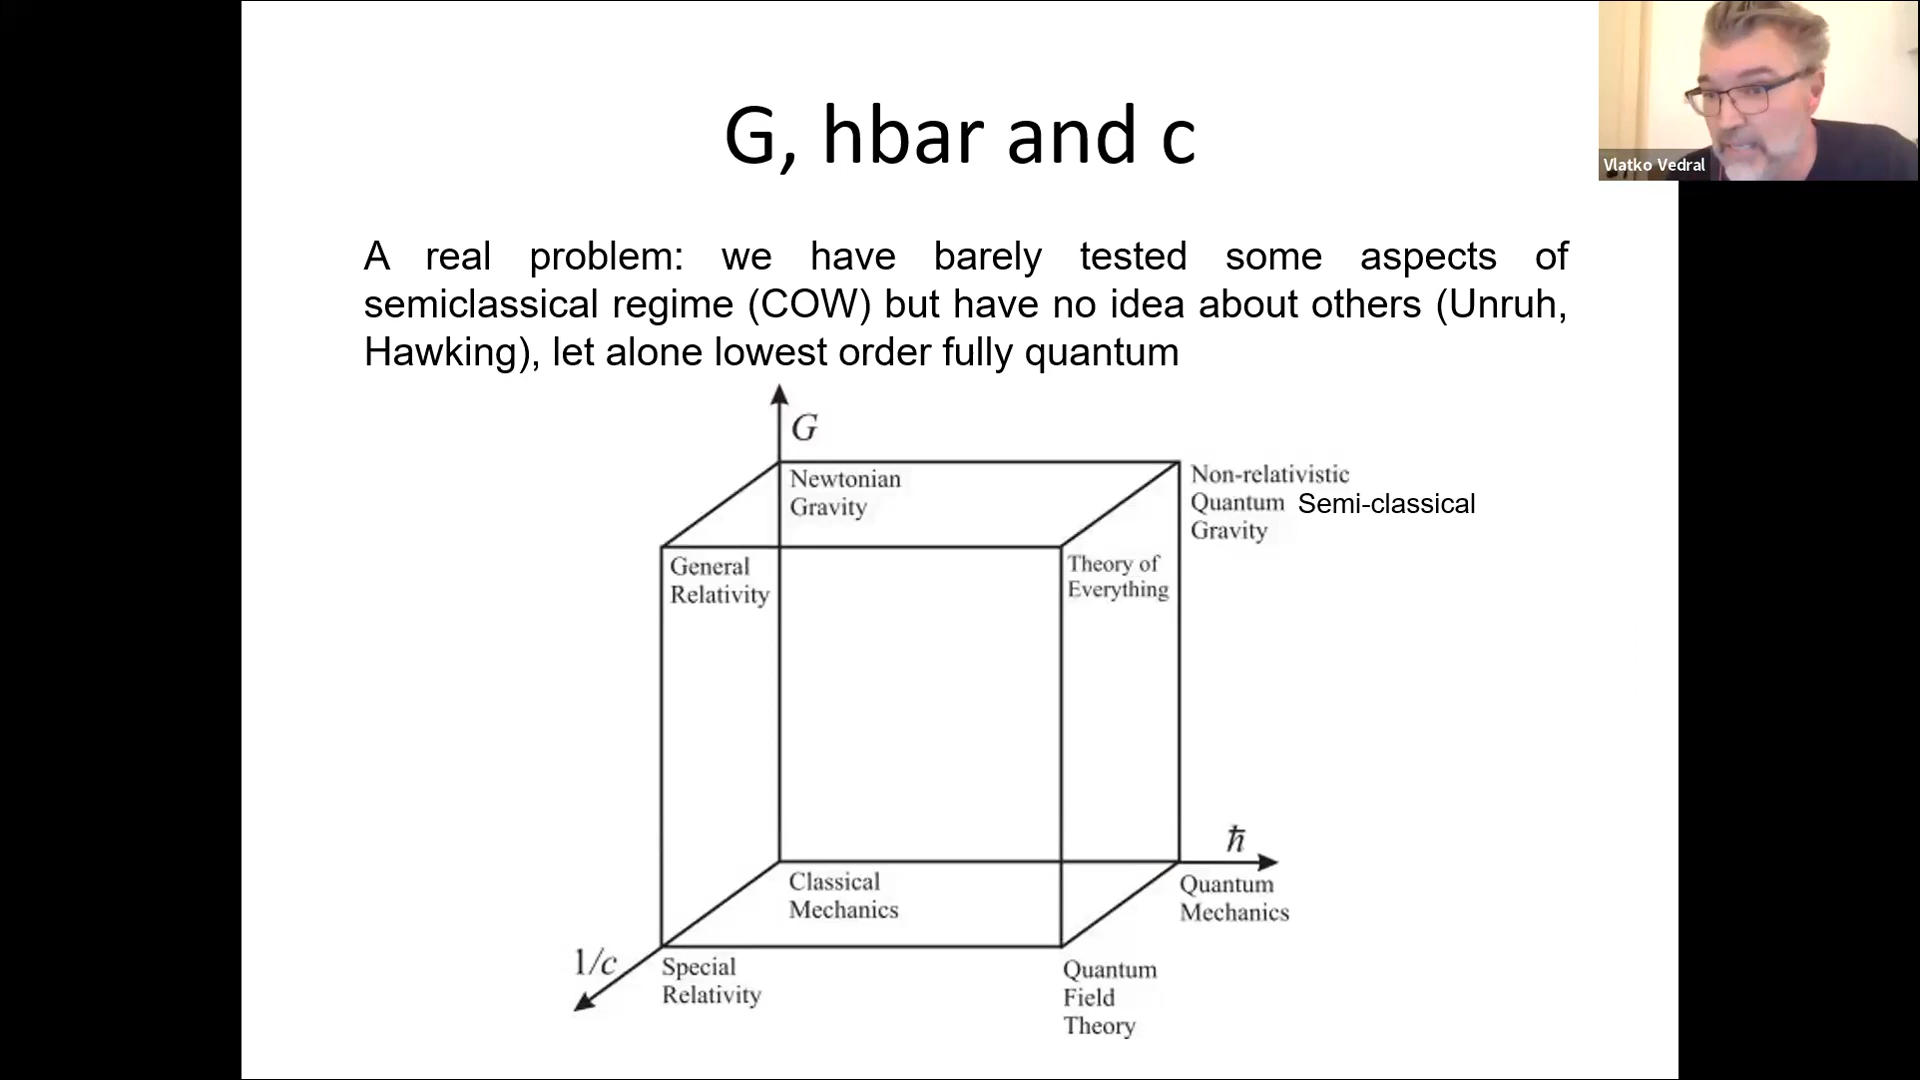 G, hbar and c
Vlatko Vedral
A real problem: we have barely tested some aspects of
semiclassical regime (COW) but have no idea about others (Unruh,
Hawking), let alone lowest order fully quantum
G
Newtonian
Gravity
Non-relativistic
Quantum Semi-classical
Gravity
General
Relativity
Theory of
Everything
ħ
Classical
Mechanics
Quantum
Mechanics
1/c
Special
Relativity
Quantum
Field
Theory